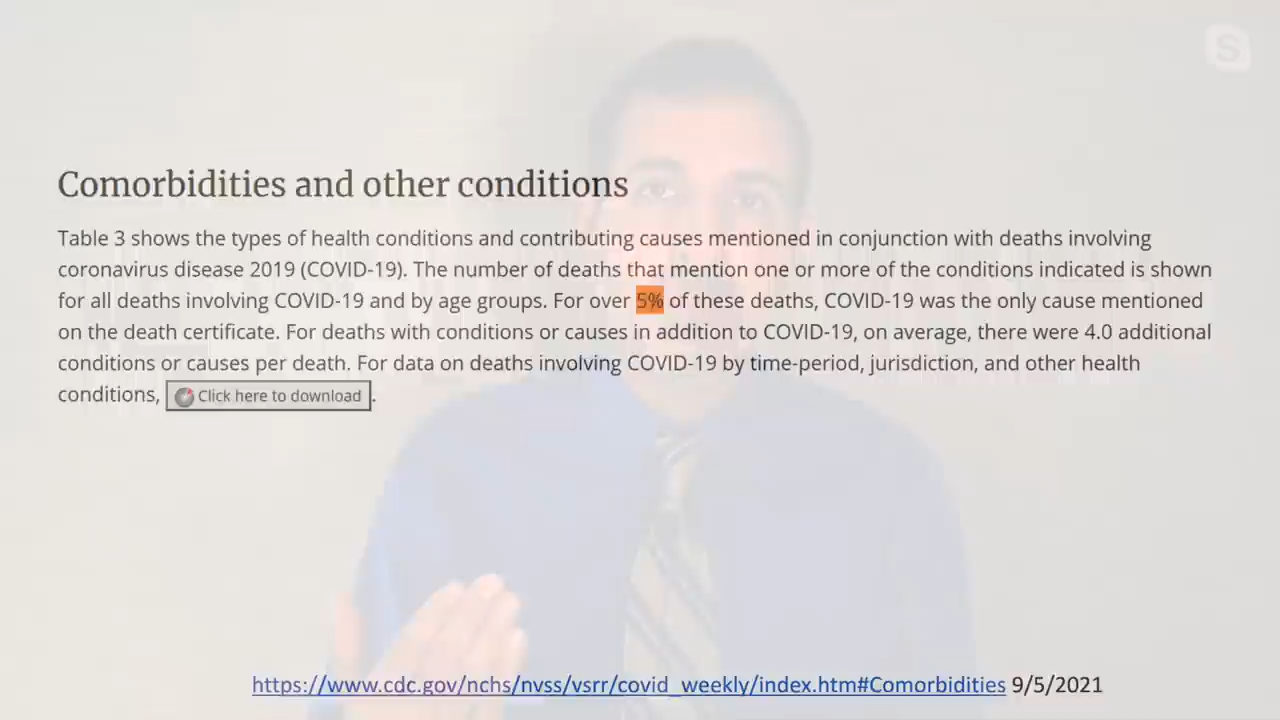 S
Comorbidities and other conditions
Table 3 shows the types of health conditions and contributing causes mentioned in conjunction with deaths involving
coronavirus disease 2019 (COVID-19). The number of deaths that mention one or more of the conditions indicated is shown
for all deaths involving COVID-19 and by age groups. For over 5% of these deaths, COVID-19 was the only cause mentioned
on the death certificate. For deaths with conditions or causes in addition to COVID-19, on average, there were 4.0 additional
conditions or causes per death. For data on deaths involving COVID-19 by time-period, jurisdiction, and other health
conditions, Click here to download.
https://www.cdc.gov/nchs/nvss/vsrr/covid_weekly/index.htm#Comorbidities 9/5/2021